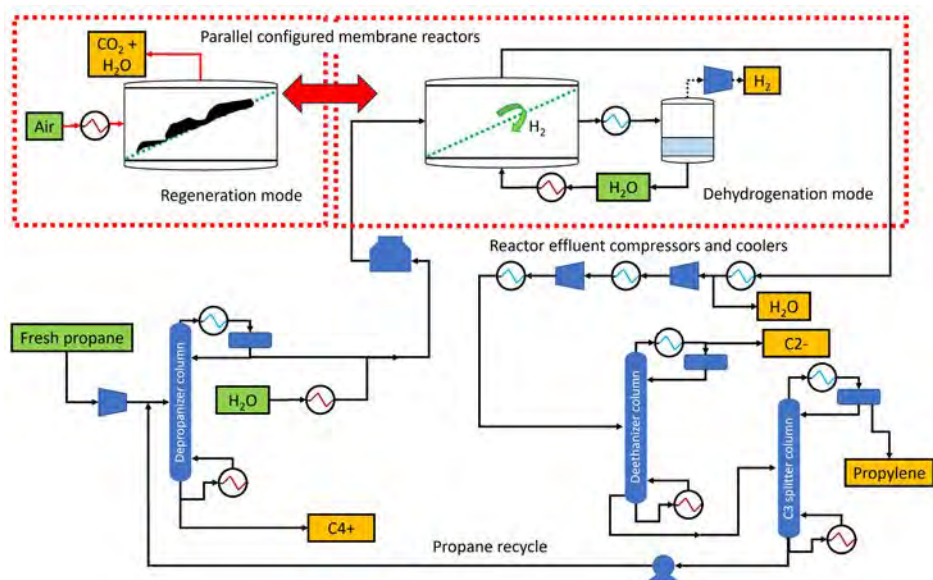 Parallel configured membrane reactors
CO₂ +
H₂O
Air
Regeneration mode
H₂
H₂
H₂O
Dehydrogenation mode
Reactor effluent compressors and coolers
H₂O
Fresh propane
Depropanizer column
H₂O
C4+
C2-
Deethanizer column
C3 splitter column
Propylene
Propane recycle